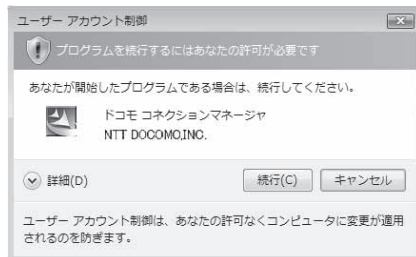 ユーザー アカウント制御
プログラムを続行するにはあなたの許可が必要です
あなたが開始したプログラムである場合は、続行してください。
ドコモ コネクションマネージャ
NTT DOCOMO,INC.
詳細(D)
続行(C)
キャンセル
ユーザー アカウント制御は、あなたの許可なくコンピュータに変更が適用
されるのを防ぎます。